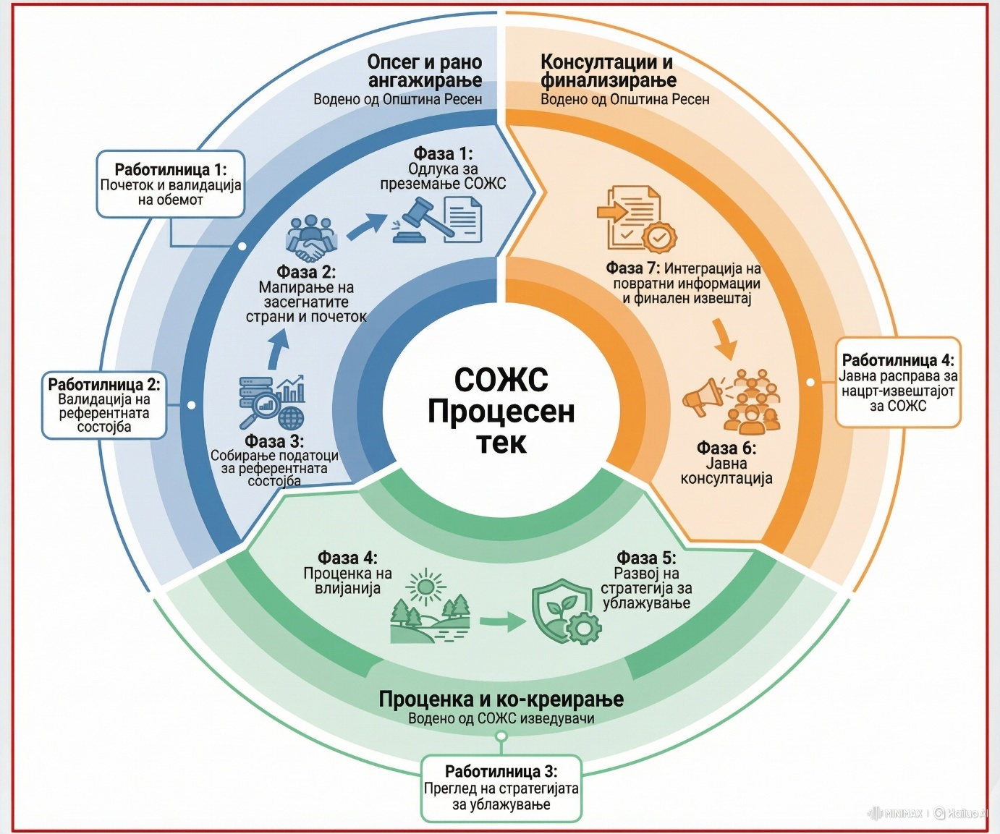 Опсег и рано
ангажирање
Водено од Општина Ресен
Консултации и
финализирање
Водено од Општина Ресен
Работилница 1:
Почеток и валидација
на обемот
Фаза 1:
Одлука за
преземање СОЖС
Фаза 2:
Мапирање на
засегнатите
страни и почеток
Фаза 7: Интеграција на
повратни информации
и финален извештај
Работилница 2:
Валидација на
референтната
состојба
Фаза 3:
Собирање податоци
за референтната
состојба
СОЖС
Процесен
тек
Работилница 4:
Јавна расправа за
нацрт-извештајот
за СОЖС
Фаза 6:
Јавна
консултација
Фаза 4:
Проценка на
влијанија
Фаза 5:
Развој на
стратегија за
ублажување
Проценка и ко-креирање
Водено од СОЖС изведувачи
Работилница 3:
Преглед на стратегијата
за ублажување
MINIMAX | Hailuo AI